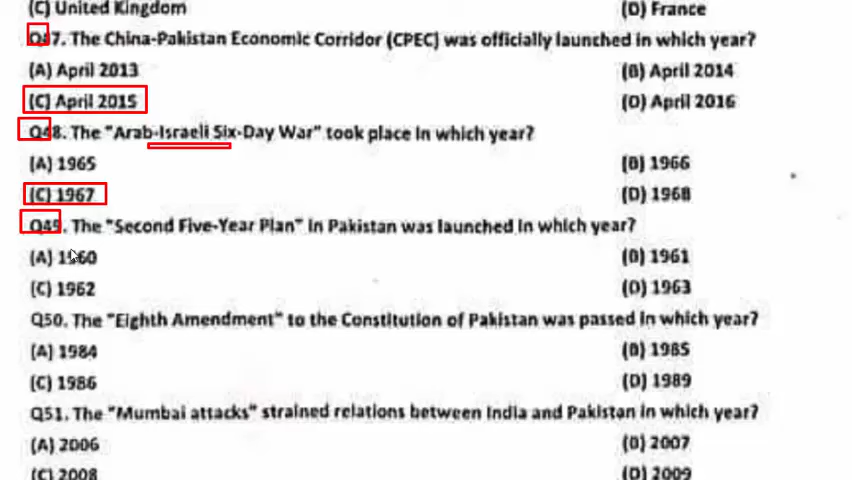 (C) United Kingdom (D) France
Q47. The China-Pakistan Economic Corridor (CPEC) was officially launched in which year?
(A) April 2013 (B) April 2014
(C) April 2015 (D) April 2016
Q48. The "Arab-Israeli Six-Day War" took place in which year?
(A) 1965 (B) 1966
(C) 1967 (D) 1968
Q49. The "Second Five-Year Plan" in Pakistan was launched in which year?
(A) 1960 (B) 1961
(C) 1962 (D) 1963
Q50. The "Eighth Amendment" to the Constitution of Pakistan was passed in which year?
(A) 1984 (B) 1985
(C) 1986 (D) 1989
Q51. The "Mumbai attacks" strained relations between India and Pakistan in which year?
(A) 2006 (B) 2007
(C) 2008 (D) 2009